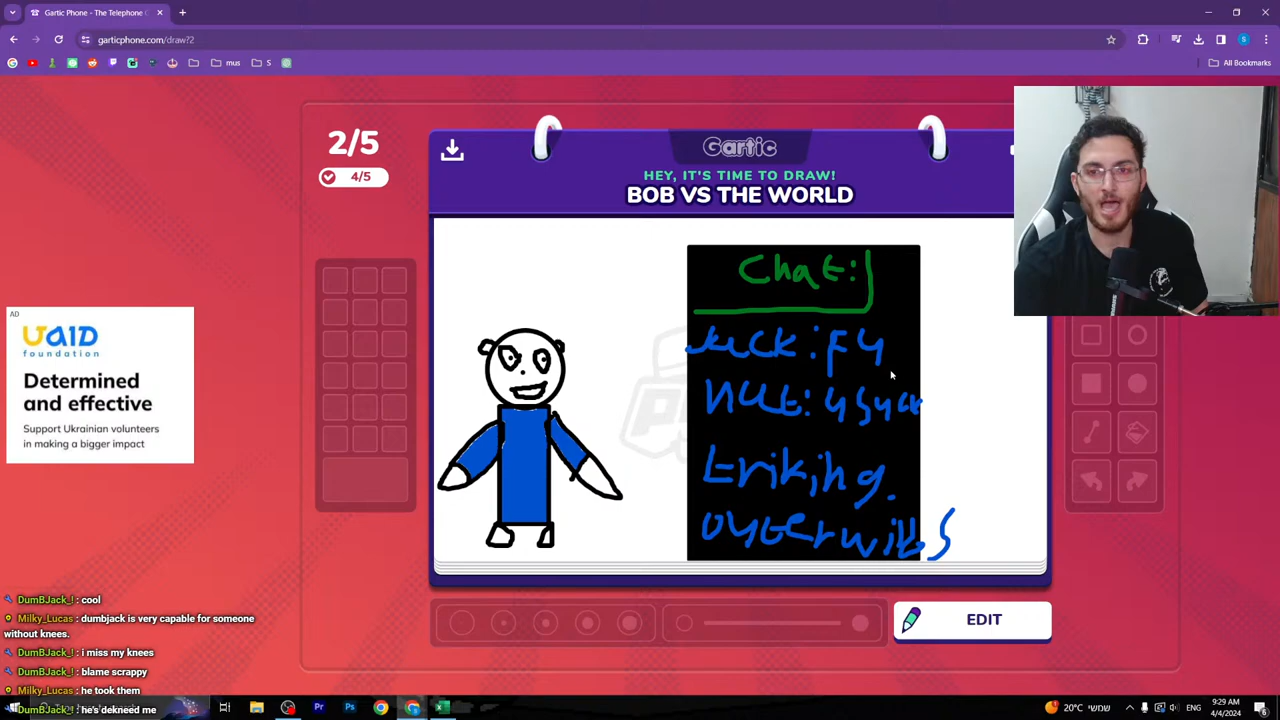 Gartic Phone - The Telephone G
garticphone.com/draw?2
mus
S
All Bookmarks
2/5
4/5
Gartic
HEY, IT'S TIME TO DRAW!
BOB VS THE WORLD
Chat:
AD
UAID
foundation
Determined
and effective
Support Ukrainian volunteers
in making a bigger impact
EDIT
DumBJack_! : cool
Milky_Lucas : dumbjack is very capable for someone
without knees.
DumBJack_! : i miss my knees
DumBJack_! : blame scrappy
Milky_Lucas : he took them
DumBJack_! : he's dekneed me
20°C שמשי
ENG
9:29 AM
4/4/2024
6